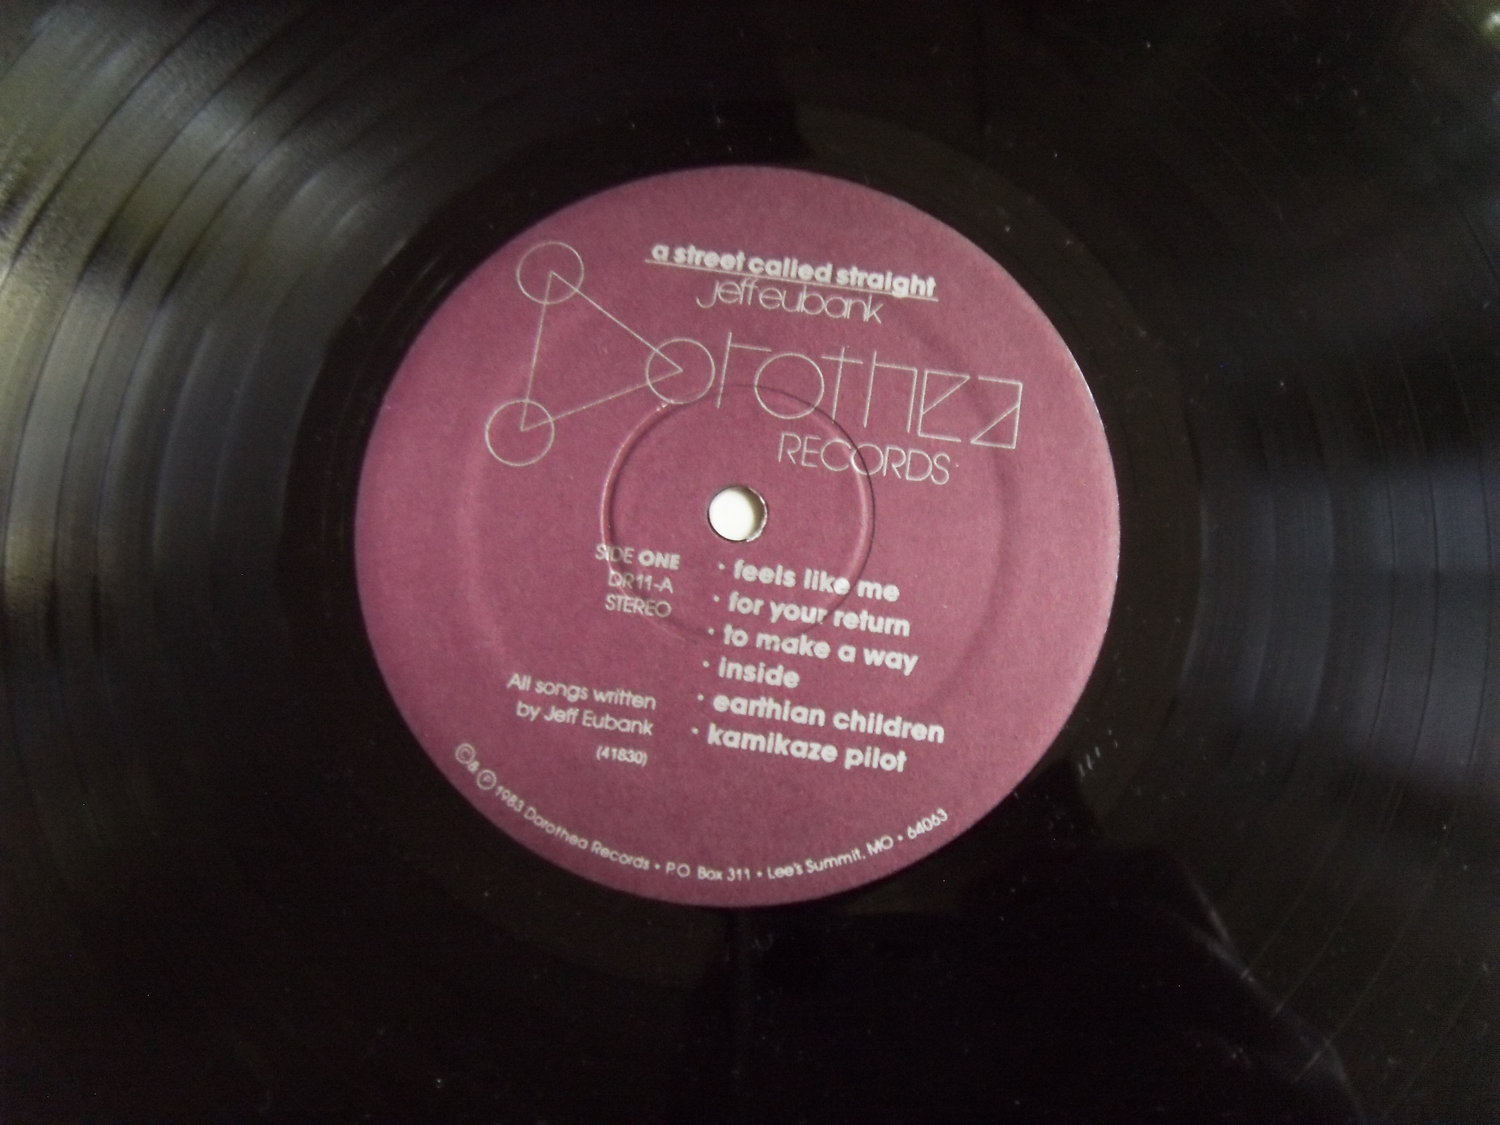 a street called straight
jeff eubank
Dorothea
RECORDS
SIDE ONE
DR11-A
STEREO
• feels like me
• for your return
• to make a way
• inside
• earthian children
• kamikaze pilot
All songs written
by Jeff Eubank
(41830)
© & ℗ 1983 Dorothea Records • P.O. Box 311 • Lee's Summit, MO • 64063